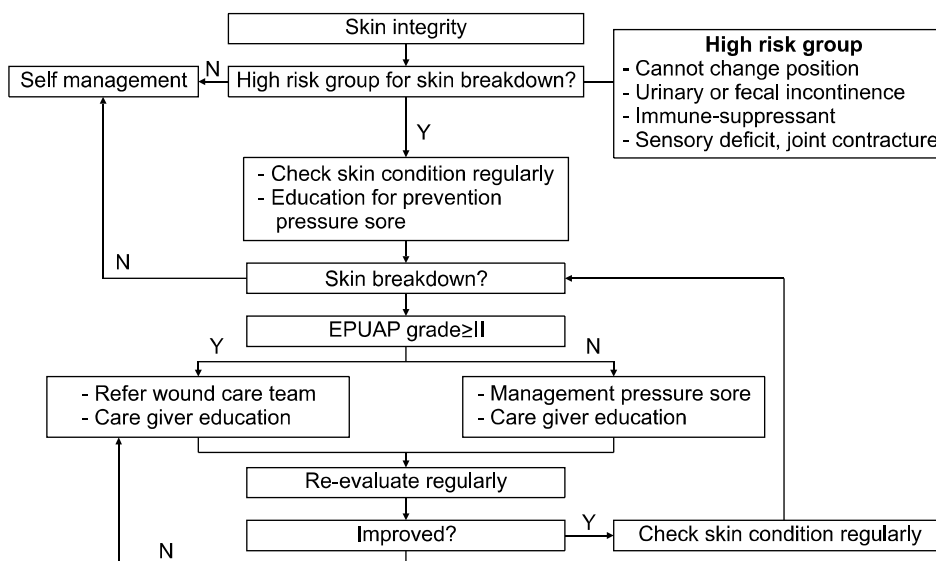 Skin integrity
High risk group
- Cannot change position
- Urinary or fecal incontinence
- Immune-suppressant
- Sensory deficit, joint contracture
Self management
N
High risk group for skin breakdown?
Y
- Check skin condition regularly
- Education for prevention
pressure sore
N
Skin breakdown?
EPUAP grade≥II
Y
N
- Refer wound care team
- Care giver education
- Management pressure sore
- Care giver education
Re-evaluate regularly
Improved?
Y
Check skin condition regularly
N